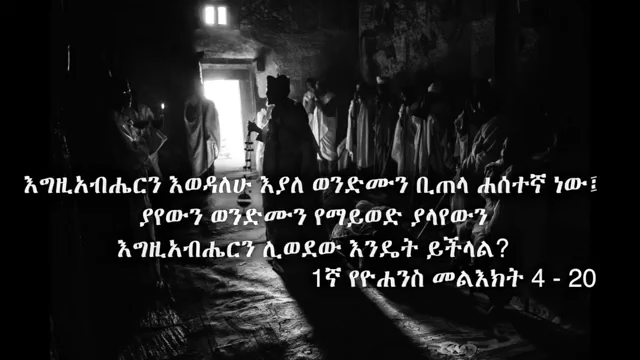 እግዚአብሔርን እወዳለሁ እያለ ወንድሙን ቢጠላ ሐሰተኛ ነው፤
ያየውን ወንድሙን የማይወድ ያላየውን
እግዚአብሔርን ሊወደው እንዴት ይችላል?
1ኛ የዮሐንስ መልእክት 4 - 20